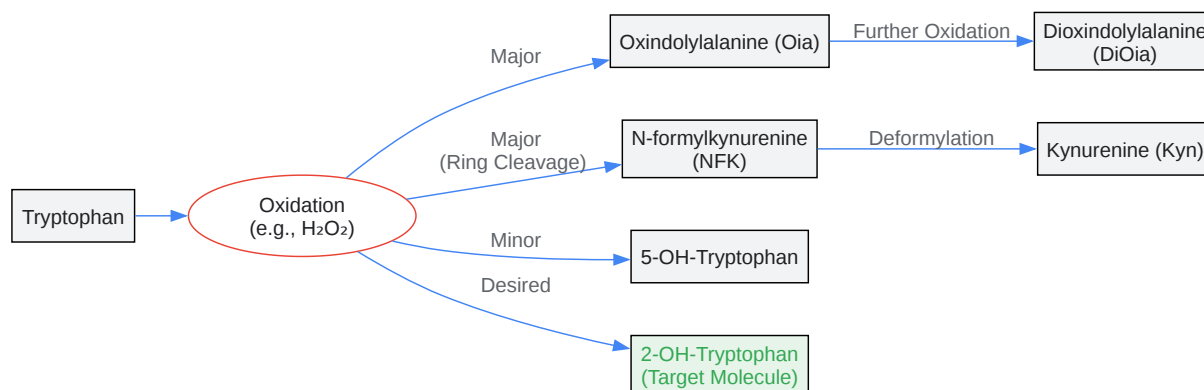 Oxindolylalanine (Oia)
Further Oxidation
Dioxindolylalanine
(DiOia)
Major
Major
(Ring Cleavage)
N-formylkynurenine
(NFK)
Deformylation
Kynurenine (Kyn)
Tryptophan
Oxidation
(e.g., H₂O₂)
Minor
5-OH-Tryptophan
Desired
2-OH-Tryptophan
(Target Molecule)